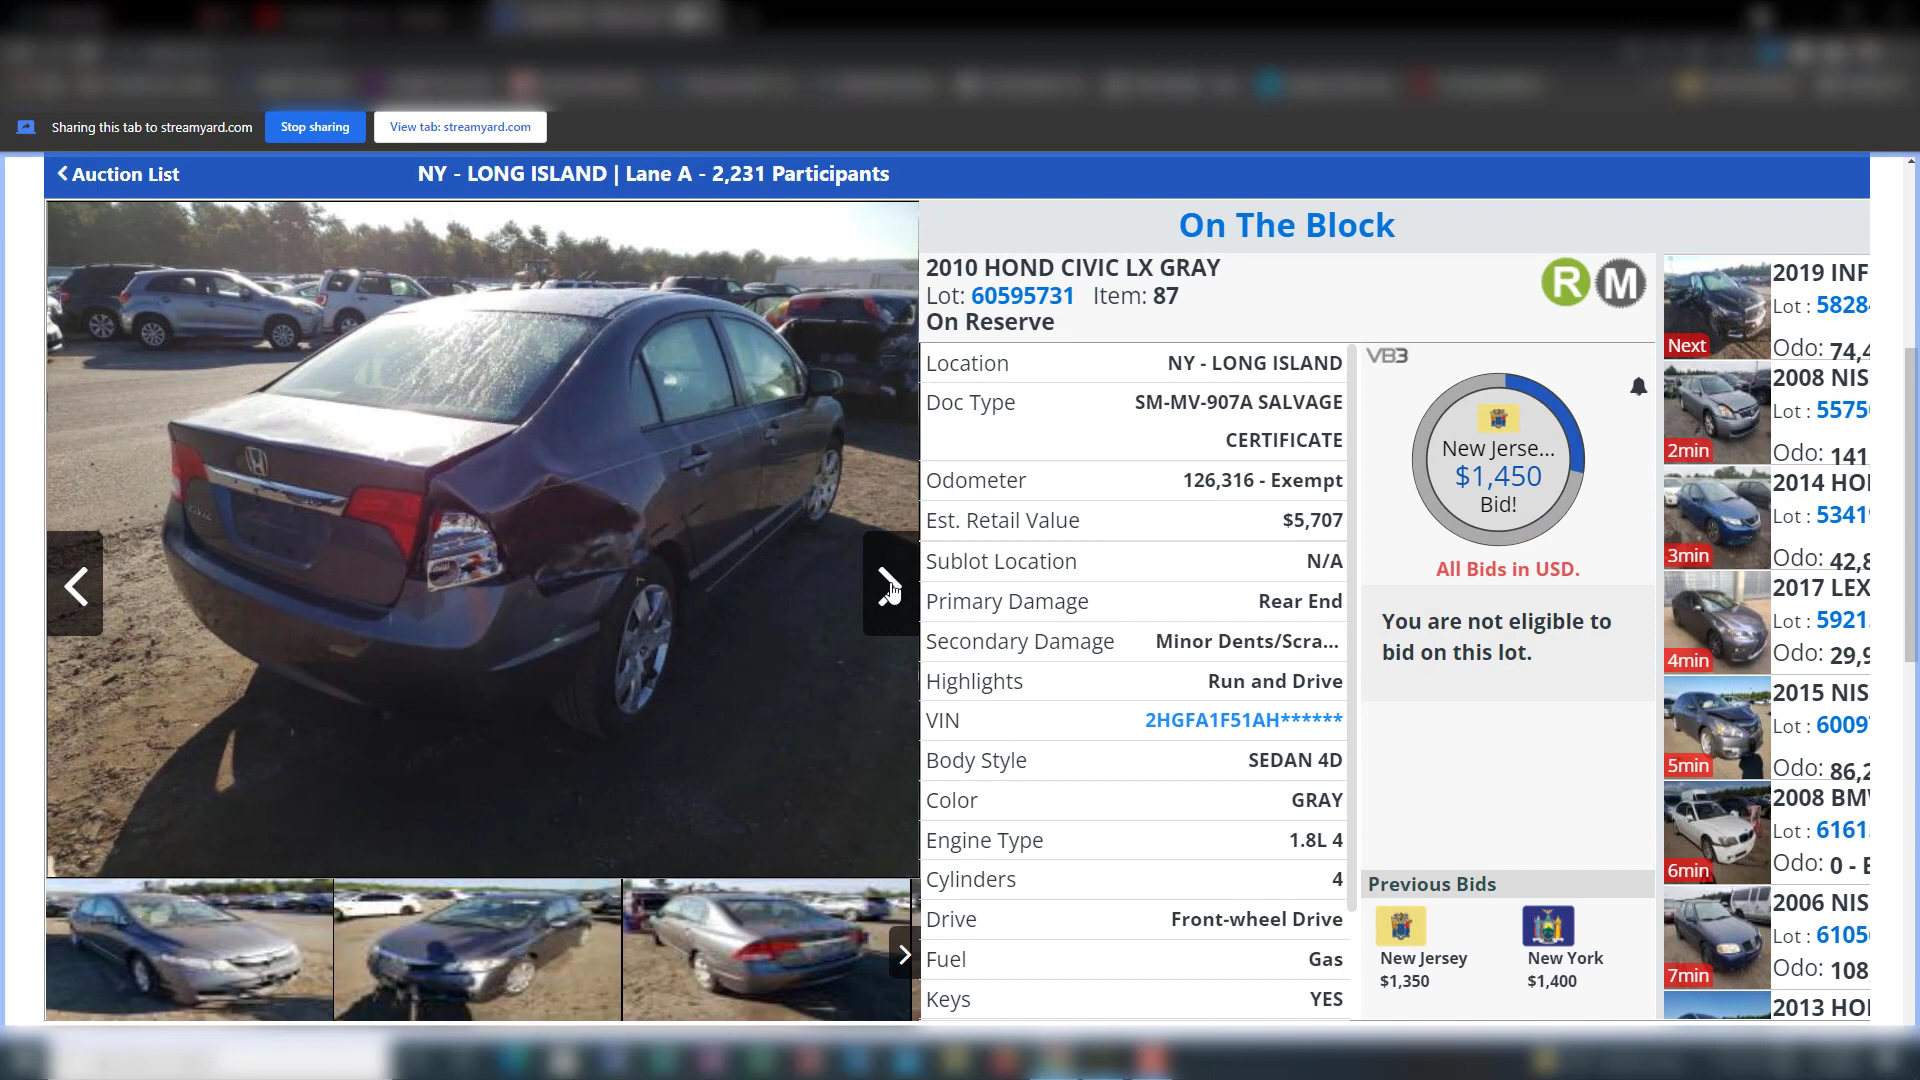 Sharing this tab to streamyard.com
Stop sharing
View tab: streamyard.com
Auction List
NY - LONG ISLAND | Lane A - 2,231 Participants
On The Block
2010 HOND CIVIC LX GRAY
Lot: 60595731 Item: 87
On Reserve
R M
Location NY - LONG ISLAND
Doc Type SM-MV-907A SALVAGE
CERTIFICATE
Odometer 126,316 - Exempt
Est. Retail Value $5,707
Sublot Location N/A
Primary Damage Rear End
Secondary Damage Minor Dents/Scra...
Highlights Run and Drive
VIN 2HGFA1F51AH******
Body Style SEDAN 4D
Color GRAY
Engine Type 1.8L 4
Cylinders 4
Drive Front-wheel Drive
Fuel Gas
Keys YES
VB3
New Jerse...
$1,450
Bid!
All Bids in USD.
You are not eligible to
bid on this lot.
Previous Bids
New Jersey
$1,350
New York
$1,400
Next
2019 INF
Lot : 5828
Odo: 74,4
2min
2008 NIS
Lot : 5575
Odo: 141
3min
2014 HO
Lot : 5341
Odo: 42,8
4min
2017 LEX
Lot : 5921
Odo: 29,9
5min
2015 NIS
Lot : 6009
Odo: 86,2
6min
2008 BM
Lot : 6161
Odo: 0 - E
7min
2006 NIS
Lot : 6105
Odo: 108
2013 HO
CIVIC